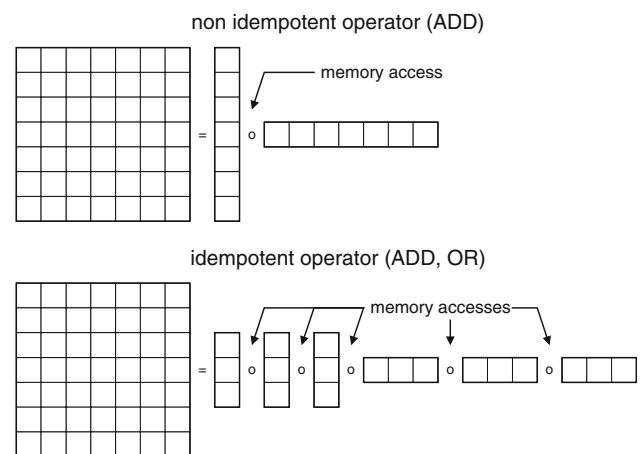 non idempotent operator (ADD)
memory access
= o
idempotent operator (ADD, OR)
memory accesses
= o o o o o